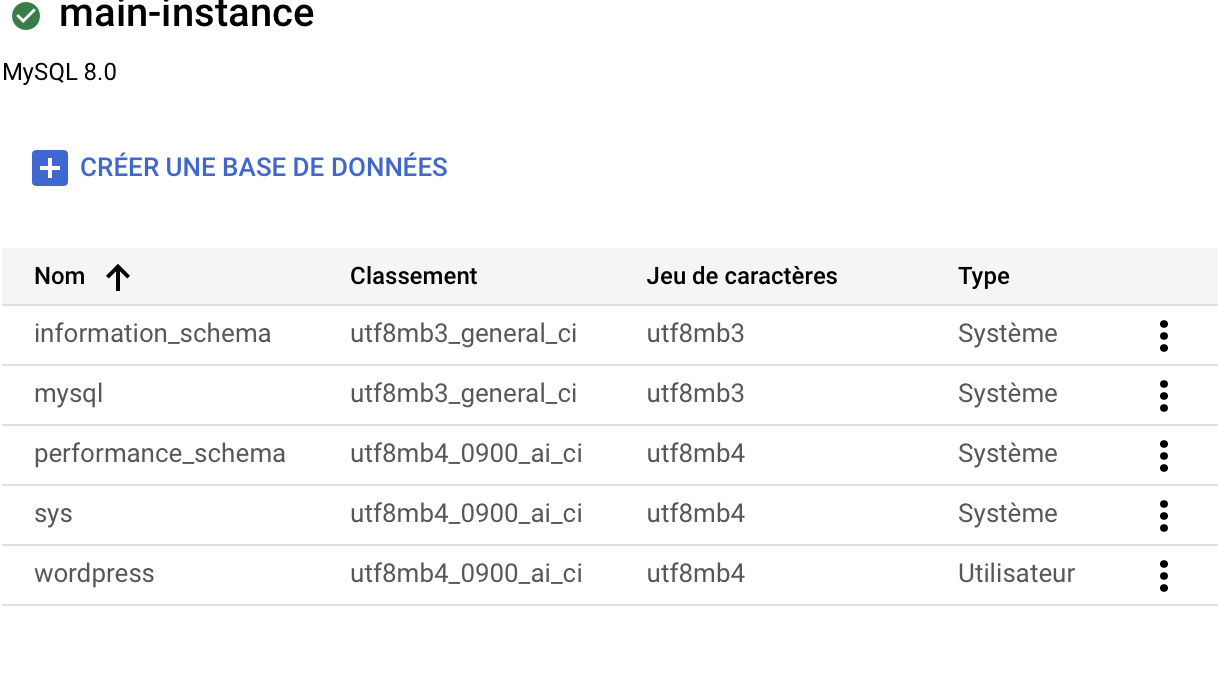 main-instance
MySQL 8.0
CRÉER UNE BASE DE DONNÉES
Nom Classement Jeu de caractères Type
information_schema utf8mb3_general_ci utf8mb3 Système
mysql utf8mb3_general_ci utf8mb3 Système
performance_schema utf8mb4_0900_ai_ci utf8mb4 Système
sys utf8mb4_0900_ai_ci utf8mb4 Système
wordpress utf8mb4_0900_ai_ci utf8mb4 Utilisateur